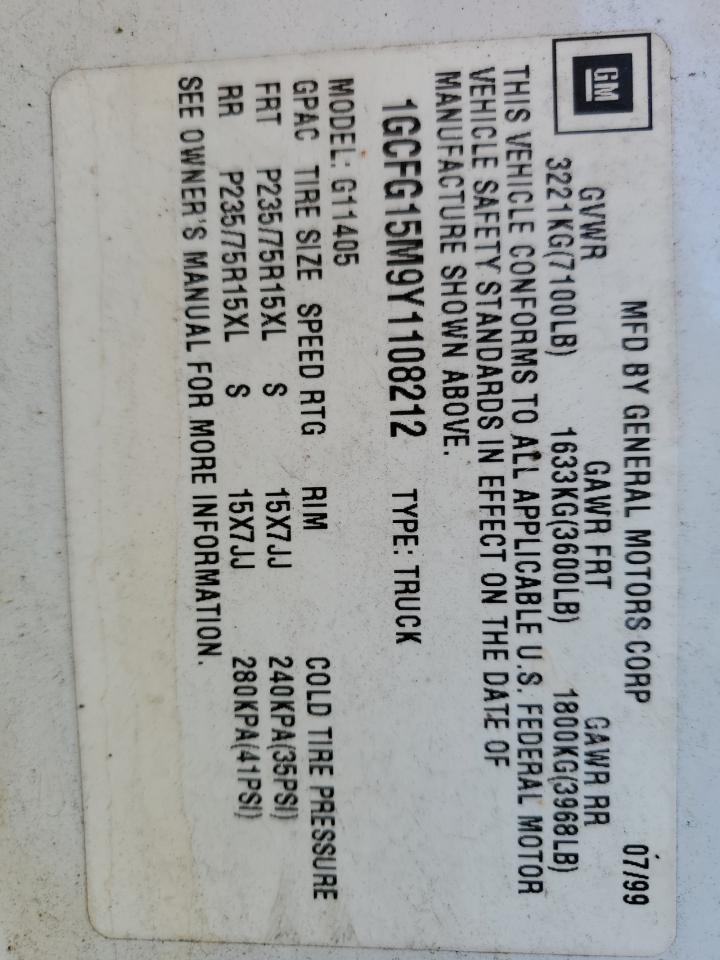 GM
MFD BY GENERAL MOTORS CORP 07/99
GVWR GAWR FRT GAWR RR
3221KG(7100LB) 1633KG(3600LB) 1800KG(3968LB)
THIS VEHICLE CONFORMS TO ALL APPLICABLE U.S. FEDERAL MOTOR
VEHICLE SAFETY STANDARDS IN EFFECT ON THE DATE OF
MANUFACTURE SHOWN ABOVE.
1GCFG15M9Y1108212 TYPE: TRUCK
MODEL: G11405
GPAC TIRE SIZE SPEED RTG RIM COLD TIRE PRESSURE
FRT P235/75R15XL S 15X7JJ 240KPA(35PSI)
RR P235/75R15XL S 15X7JJ 280KPA(41PSI)
SEE OWNER'S MANUAL FOR MORE INFORMATION.